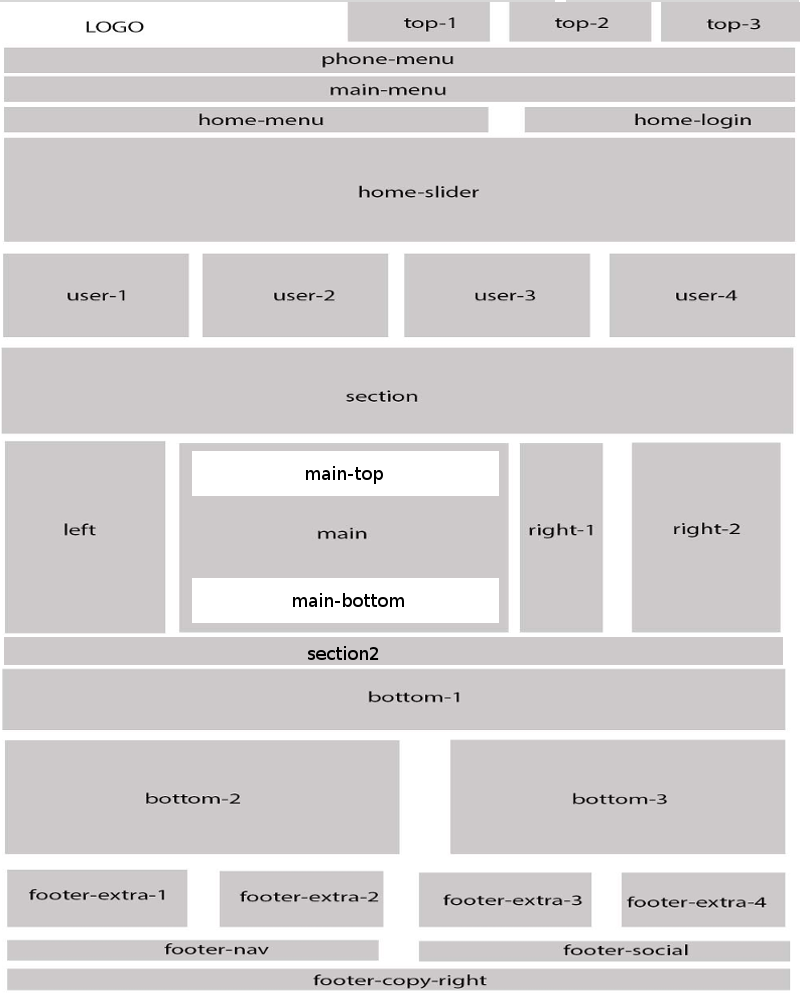 LOGO
top-1
top-2
top-3
phone-menu
main-menu
home-menu
home-login
home-slider
user-1
user-2
user-3
user-4
section
left
main-top
main
main-bottom
right-1
right-2
section2
bottom-1
bottom-2
bottom-3
footer-extra-1
footer-extra-2
footer-extra-3
footer-extra-4
footer-nav
footer-social
footer-copy-right